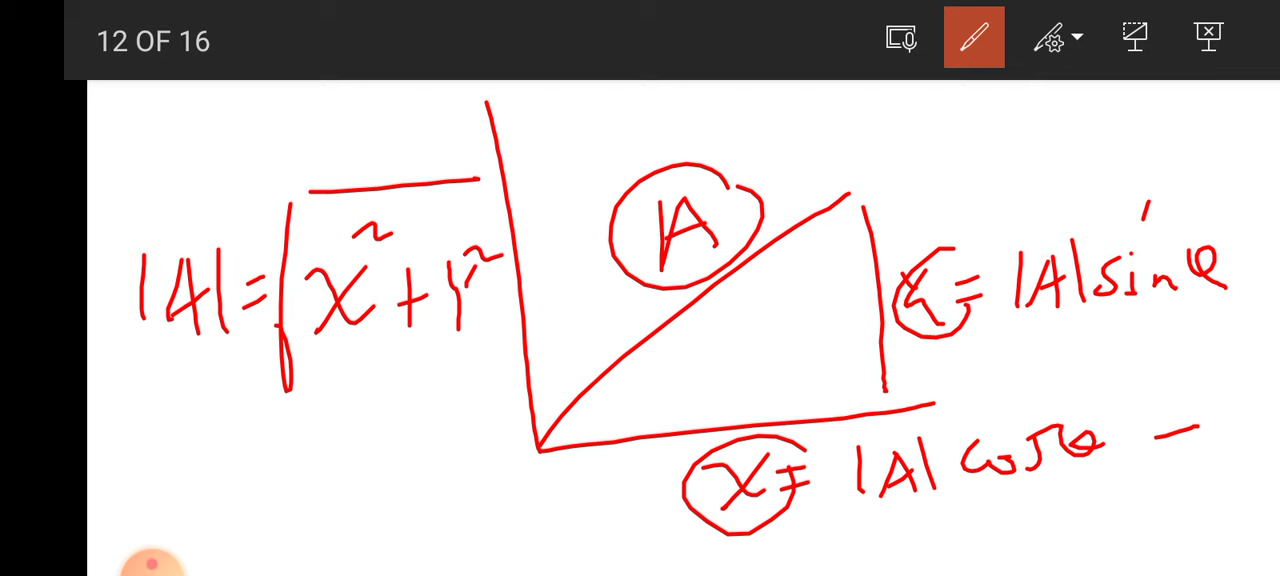 12 OF 16
A
|A| = √x² + y²
y = |A| sin θ
x = |A| cos θ